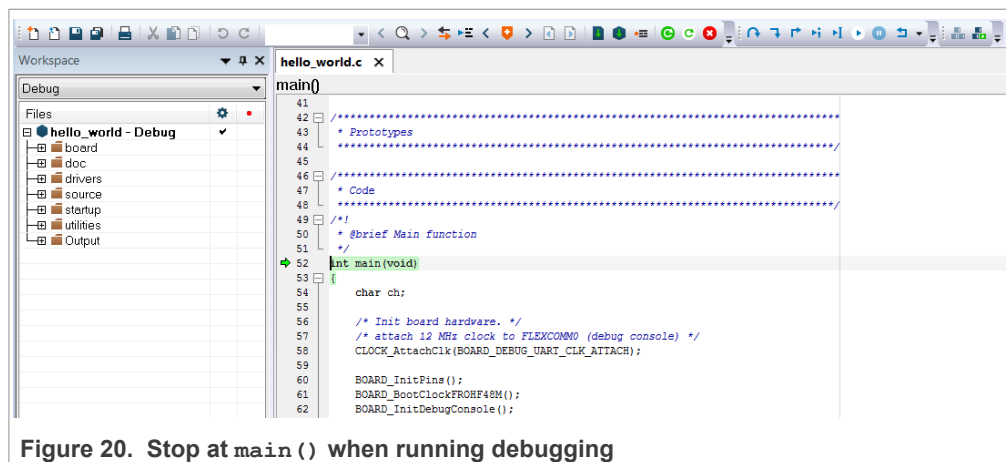 Workspace
hello_world.c X
Debug
main()
Files
hello_world - Debug
board
doc
drivers
source
startup
utilities
Output
41
42 /*******************************************************************************
43 * Prototypes
44 ******************************************************************************/
45
46 /*******************************************************************************
47 * Code
48 ******************************************************************************/
49 /*!
50 * @brief Main function
51 */
52 int main(void)
53 {
54 char ch;
55
56 /* Init board hardware. */
57 /* attach 12 MHz clock to FLEXCOMM0 (debug console) */
58 CLOCK_AttachClk(BOARD_DEBUG_UART_CLK_ATTACH);
59
60 BOARD_InitPins();
61 BOARD_BootClockFROHF48M();
62 BOARD_InitDebugConsole();
Figure 20. Stop at main() when running debugging